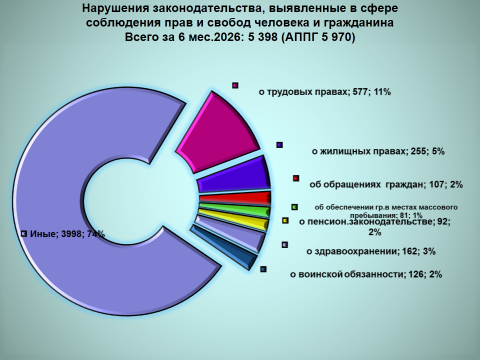 Нарушения законодательства, выявленные в сфере
соблюдения прав и свобод человека и гражданина
Всего за 6 мес.2026: 5 398 (АППГ 5 970)
о трудовых правах; 577; 11%
о жилищных правах; 255; 5%
об обращениях граждан; 107; 2%
об обеспечении гр.в местах массового
пребывания; 81; 1%
о пенсион.законодательстве; 92;
2%
Иные; 3998; 74%
о здравоохранении; 162; 3%
о воинской обязанности; 126; 2%